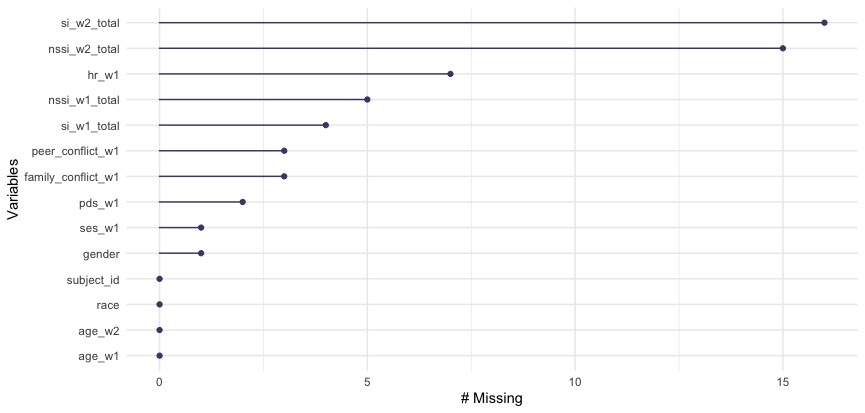 si_w2_total
nssi_w2_total
hr_w1
nssi_w1_total
si_w1_total
peer_conflict_w1
family_conflict_w1
pds_w1
ses_w1
gender
subject_id
race
age_w2
age_w1
Variables
0 5 10 15
# Missing